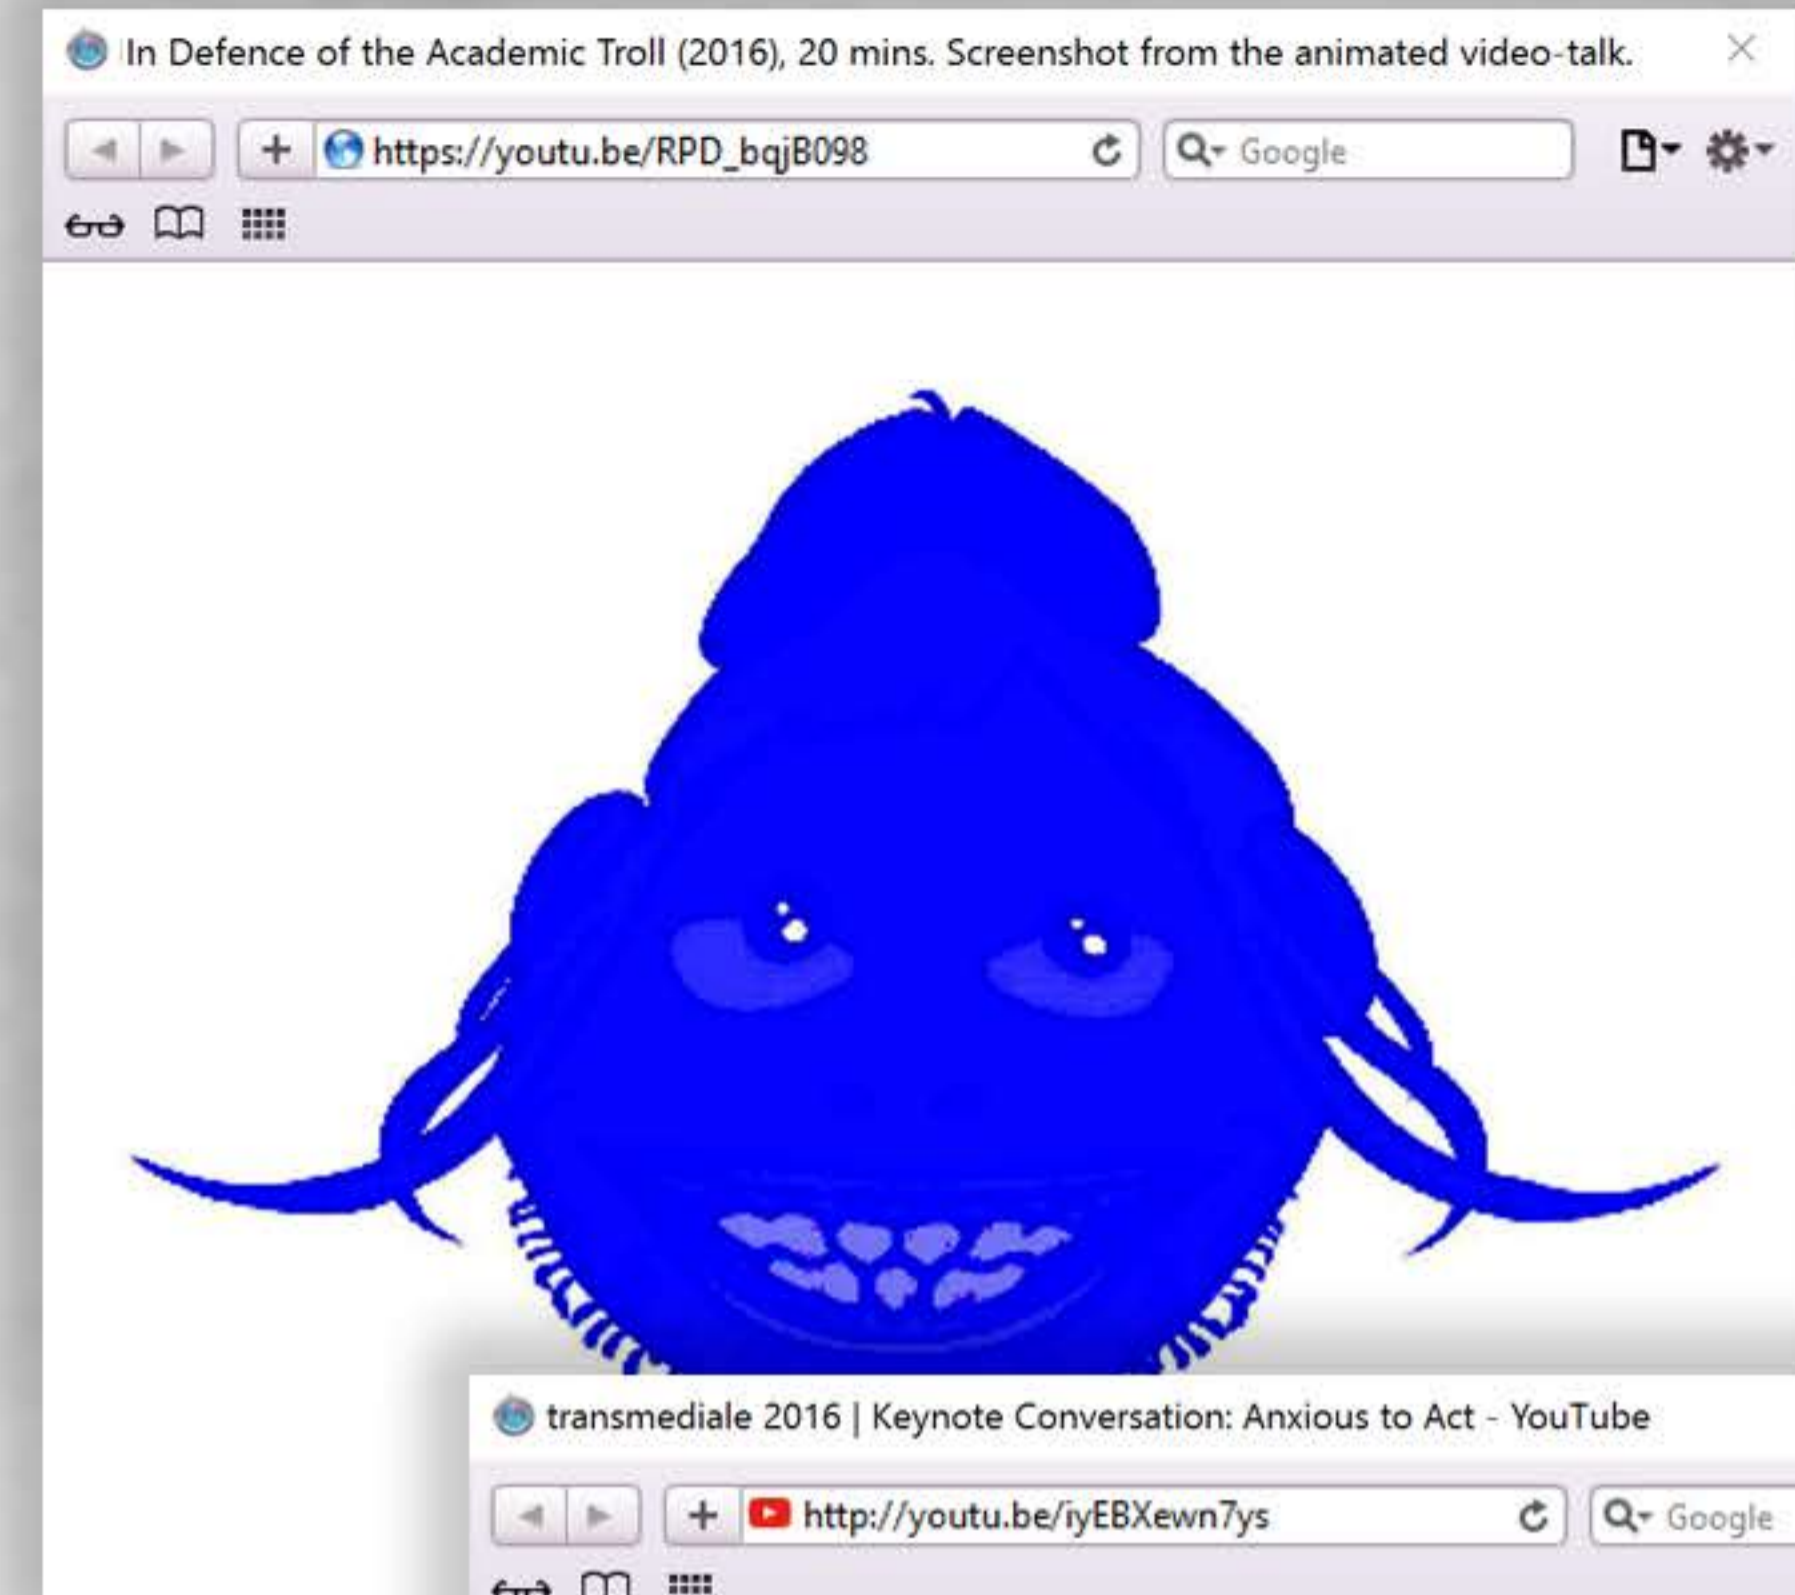 In Defence of the Academic Troll (2016), 20 mins. Screenshot from the animated video-talk.
https://youtu.be/RPD_bqjB098
Google
transmediale 2016 | Keynote Conversation: Anxious to Act - YouTube
http://youtu.be/iyEBXewn7ys
Google